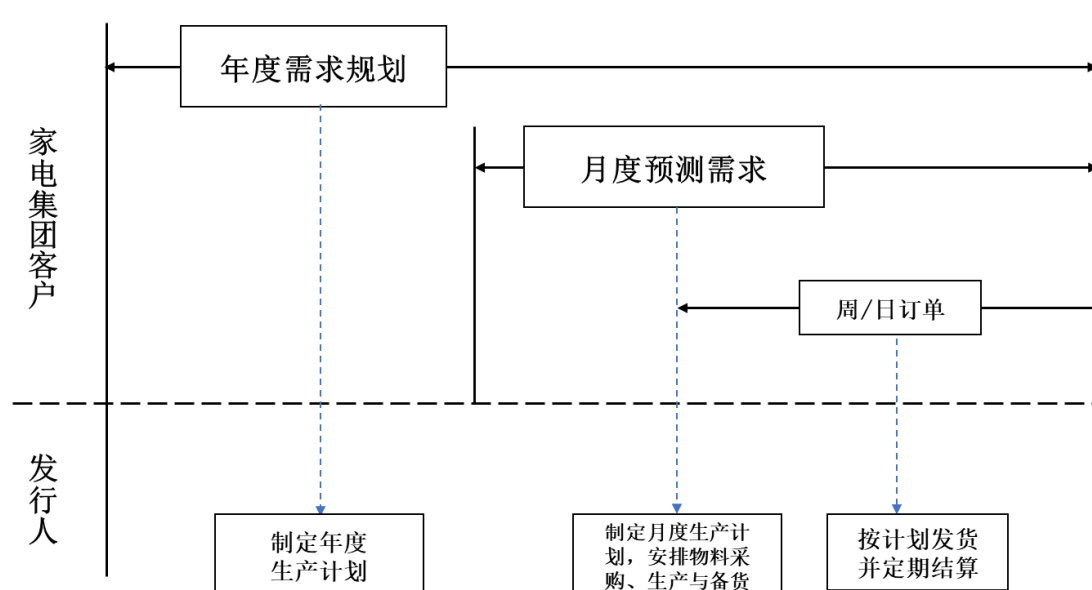 年度需求规划
月度预测需求
家电集团客户
周/日订单
发行人
制定年度
生产计划
制定月度生产计
划，安排物料采
购、生产与备货
按计划发货
并定期结算